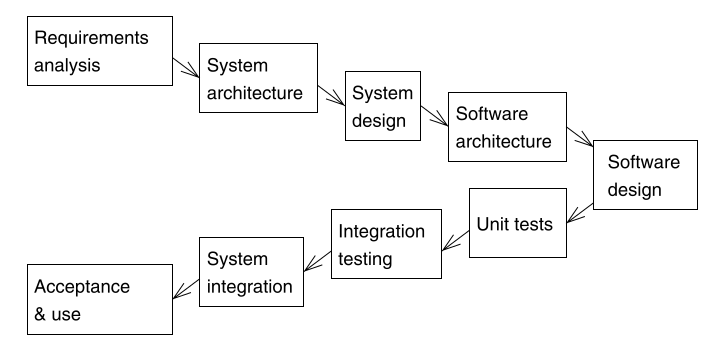 Requirements
analysis
System
architecture
System
design
Software
architecture
Software
design
Unit tests
Integration
testing
System
integration
Acceptance
& use